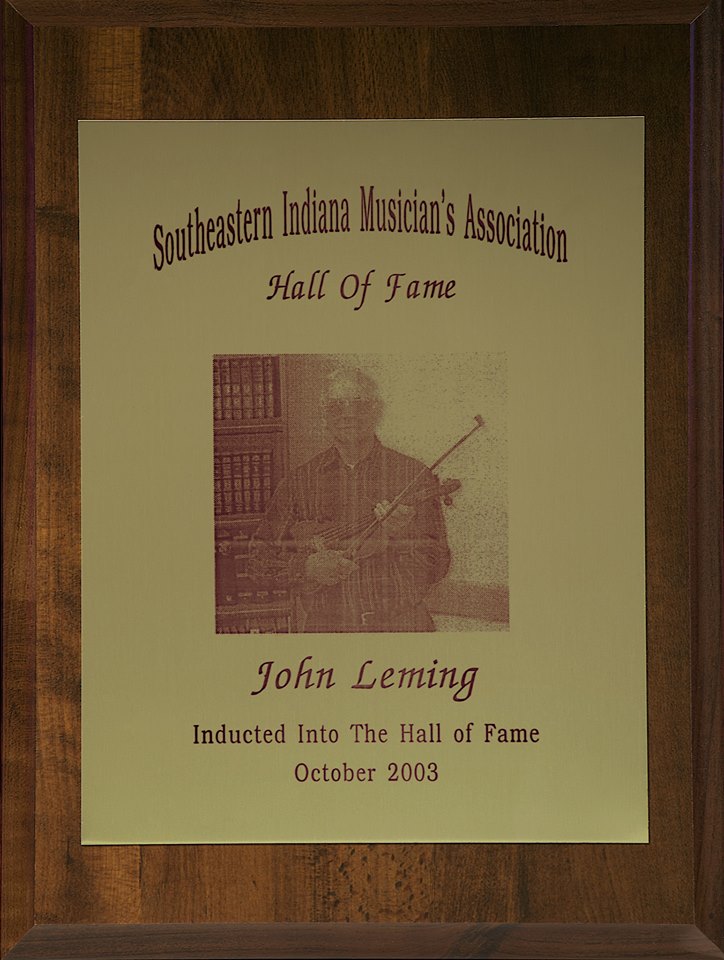 Southeastern Indiana Musician's Association
Hall Of Fame
John Leming
Inducted Into The Hall of Fame
October 2003